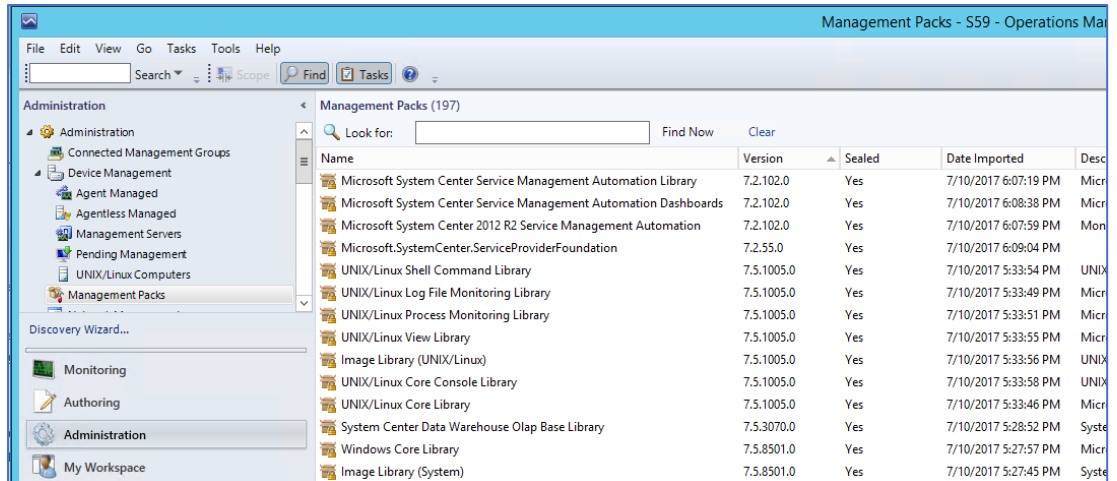 Management Packs - S59 - Operations Ma
File Edit View Go Tasks Tools Help
Search Scope Find Tasks
Administration
Administration
Connected Management Groups
Device Management
Agent Managed
Agentless Managed
Management Servers
Pending Management
UNIX/Linux Computers
Management Packs
Discovery Wizard...
Monitoring
Authoring
Administration
My Workspace
Management Packs (197)
Look for: Find Now Clear
Name Version Sealed Date Imported Desc
Microsoft System Center Service Management Automation Library 7.2.102.0 Yes 7/10/2017 6:07:19 PM Micr
Microsoft System Center Service Management Automation Dashboards 7.2.102.0 Yes 7/10/2017 6:08:38 PM Micr
Microsoft System Center 2012 R2 Service Management Automation 7.2.102.0 Yes 7/10/2017 6:07:59 PM Mon
Microsoft.SystemCenter.ServiceProviderFoundation 7.2.55.0 Yes 7/10/2017 6:09:04 PM
UNIX/Linux Shell Command Library 7.5.1005.0 Yes 7/10/2017 5:33:54 PM UNIX
UNIX/Linux Log File Monitoring Library 7.5.1005.0 Yes 7/10/2017 5:33:49 PM Micr
UNIX/Linux Process Monitoring Library 7.5.1005.0 Yes 7/10/2017 5:33:51 PM Micr
UNIX/Linux View Library 7.5.1005.0 Yes 7/10/2017 5:33:55 PM Micr
Image Library (UNIX/Linux) 7.5.1005.0 Yes 7/10/2017 5:33:56 PM UNIX
UNIX/Linux Core Console Library 7.5.1005.0 Yes 7/10/2017 5:33:58 PM UNIX
UNIX/Linux Core Library 7.5.1005.0 Yes 7/10/2017 5:33:46 PM Micr
System Center Data Warehouse Olap Base Library 7.5.3070.0 Yes 7/10/2017 5:28:52 PM Syste
Windows Core Library 7.5.8501.0 Yes 7/10/2017 5:27:57 PM Micr
Image Library (System) 7.5.8501.0 Yes 7/10/2017 5:27:45 PM Syste